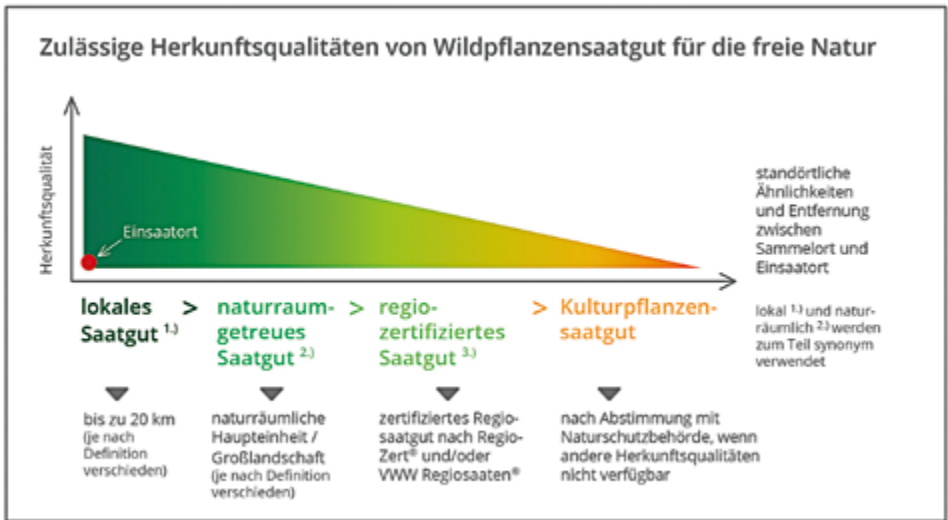 Zulässige Herkunftsqualitäten von Wildpflanzensaatgut für die freie Natur
Herkunftsqualität
Einsaatort
standörtliche
Ähnlichkeiten
und Entfernung
zwischen
Sammelort und
Einsaatort
lokales
Saatgut 1.)
>
naturraum-
getreues
Saatgut 2.)
>
regio-
zertifiziertes
Saatgut 3.)
>
Kulturpflanzen-
saatgut
lokal 1.) und natur-
räumlich 2.) werden
zum Teil synonym
verwendet
bis zu 20 km
(je nach
Definition
verschieden)
naturräumliche
Haupteinheit /
Großlandschaft
(je nach Definition
verschieden)
zertifiziertes Regio-
saatgut nach Regio-
Zert® und/oder
VWW Regiosaaten®
nach Abstimmung mit
Naturschutzbehörde, wenn
andere Herkunftsqualitäten
nicht verfügbar